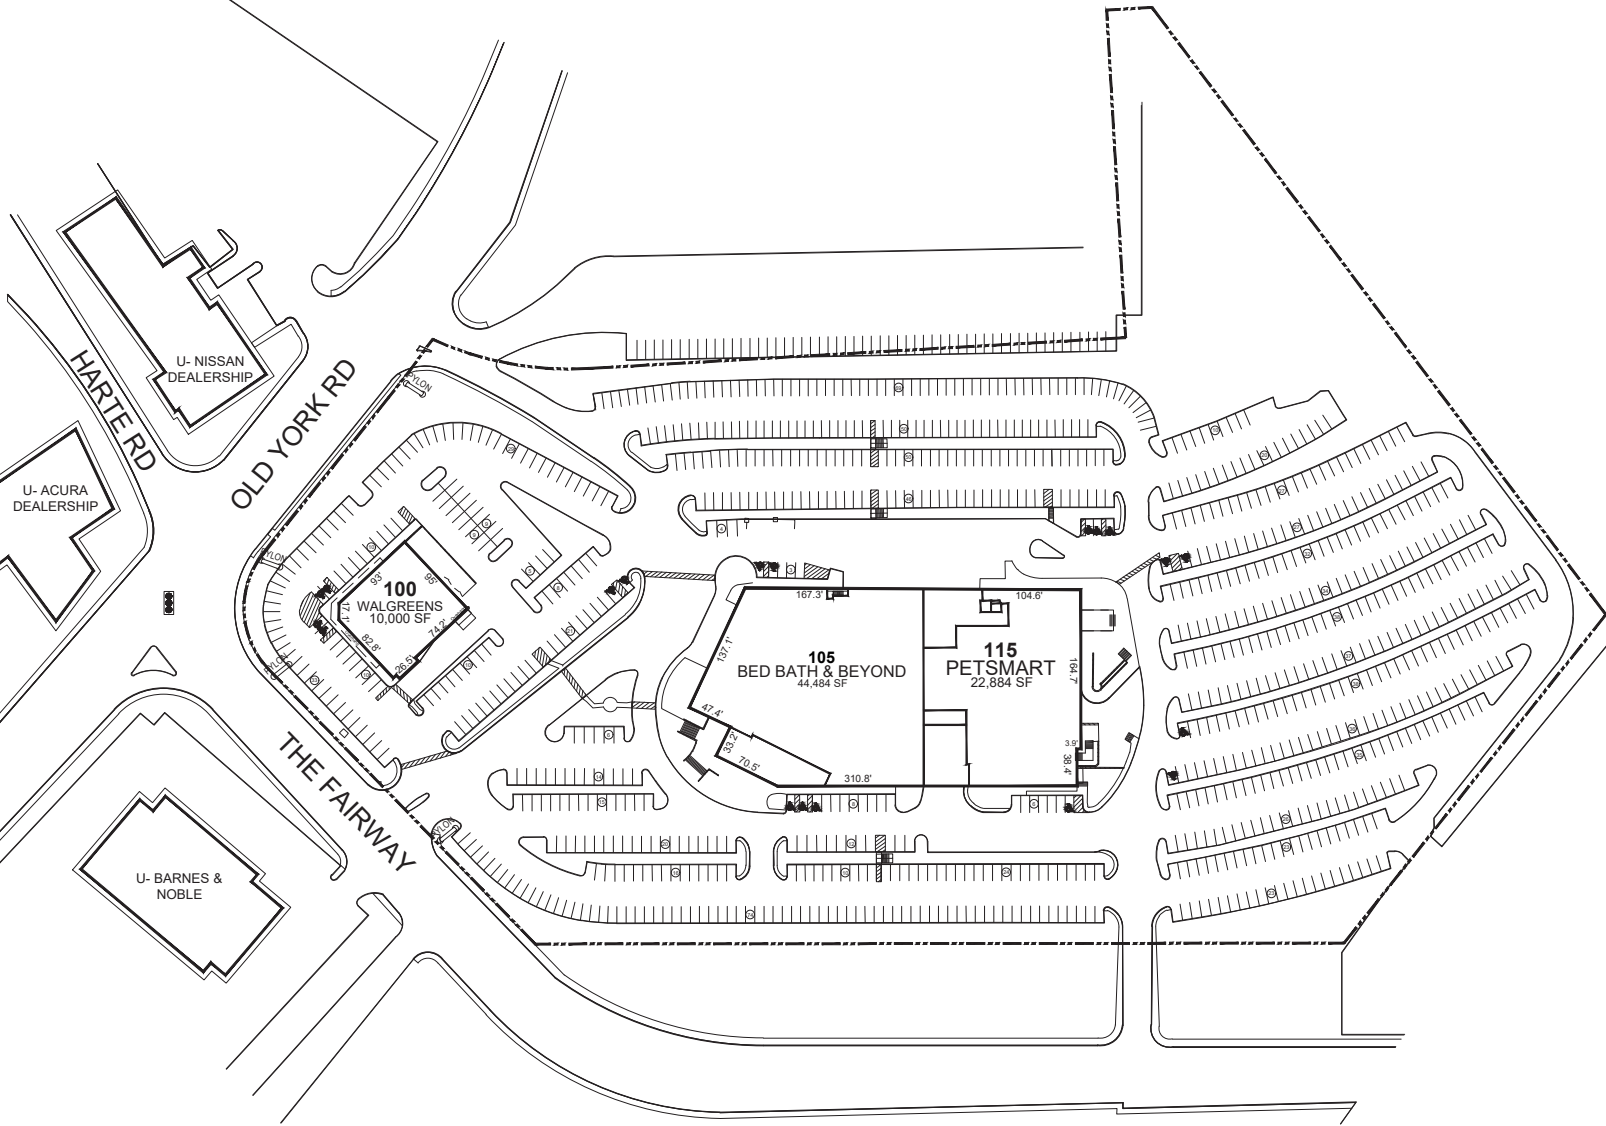 U- NISSAN
DEALERSHIP
HARTE RD
OLD YORK RD
PYLON
U- ACURA
DEALERSHIP
PYLON
100
WALGREENS
10,000 SF
93'
95'
17.1'
82.8'
26.5'
74.2'
PYLON
167.3'
104.6'
137.1'
105
BED BATH & BEYOND
44,484 SF
115
PETSMART
22,884 SF
164.7'
47.4'
33.2'
70.5'
310.8'
3.9'
38.4'
THE FAIRWAY
PYLON
U- BARNES &
NOBLE